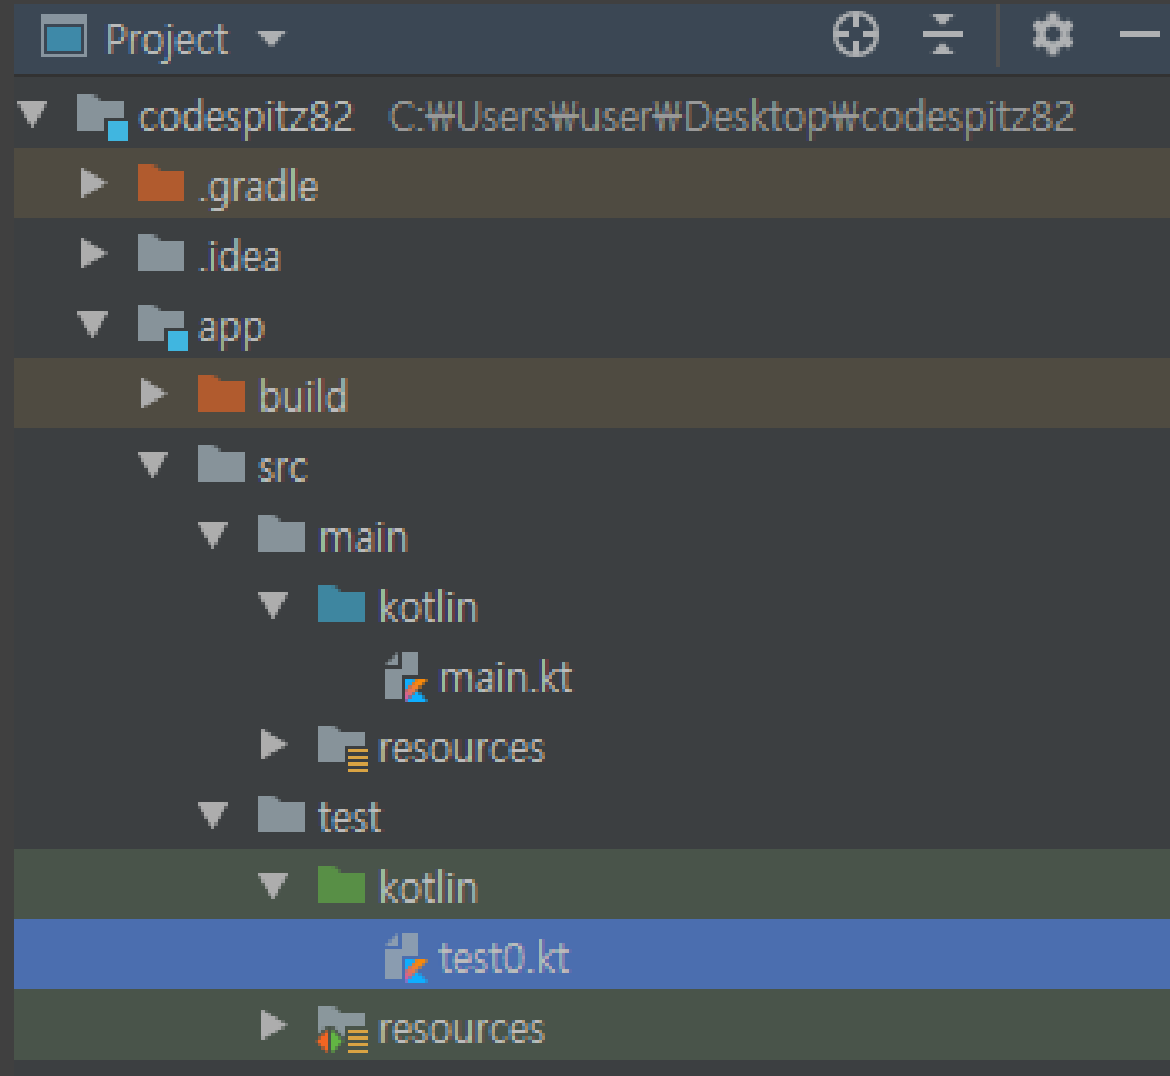 Project
codespitz82 C:₩Users₩user₩Desktop₩codespitz82
.gradle
.idea
app
build
src
main
kotlin
main.kt
resources
test
kotlin
test0.kt
resources